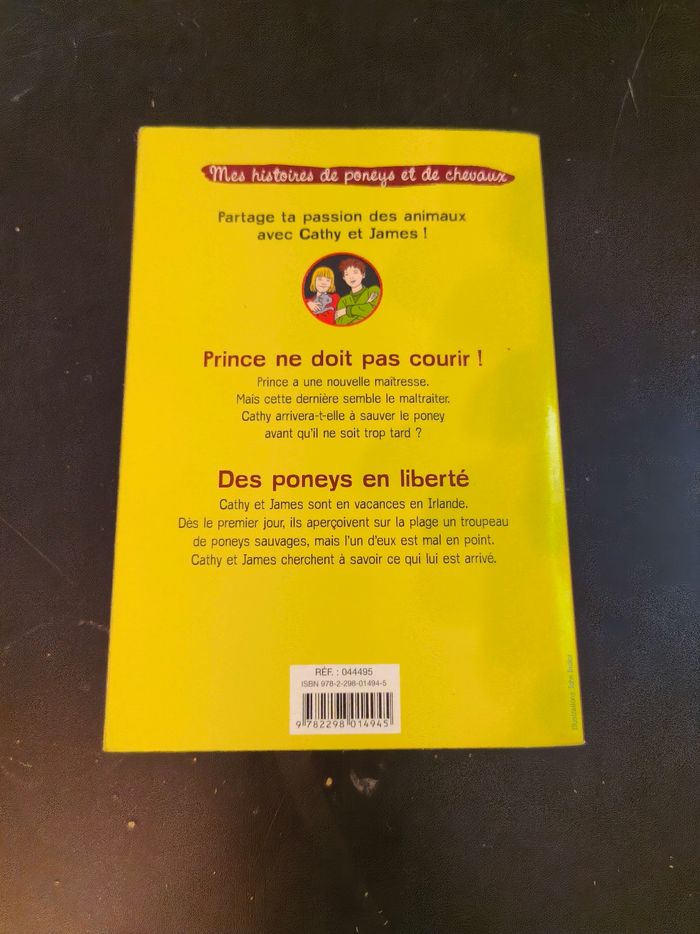 Mes histoires de poneys et de chevaux
Partage ta passion des animaux
avec Cathy et James !
Prince ne doit pas courir !
Prince a une nouvelle maîtresse.
Mais cette dernière semble le maltraiter.
Cathy arrivera-t-elle à sauver le poney
avant qu'il ne soit trop tard ?
Des poneys en liberté
Cathy et James sont en vacances en Irlande.
Dès le premier jour, ils aperçoivent sur la plage un troupeau
de poneys sauvages, mais l'un d'eux est mal en point.
Cathy et James cherchent à savoir ce qui lui est arrivé.
RÉF. : 044495
ISBN 978-2-298-01494-5
9 782298 014945
Illustrations